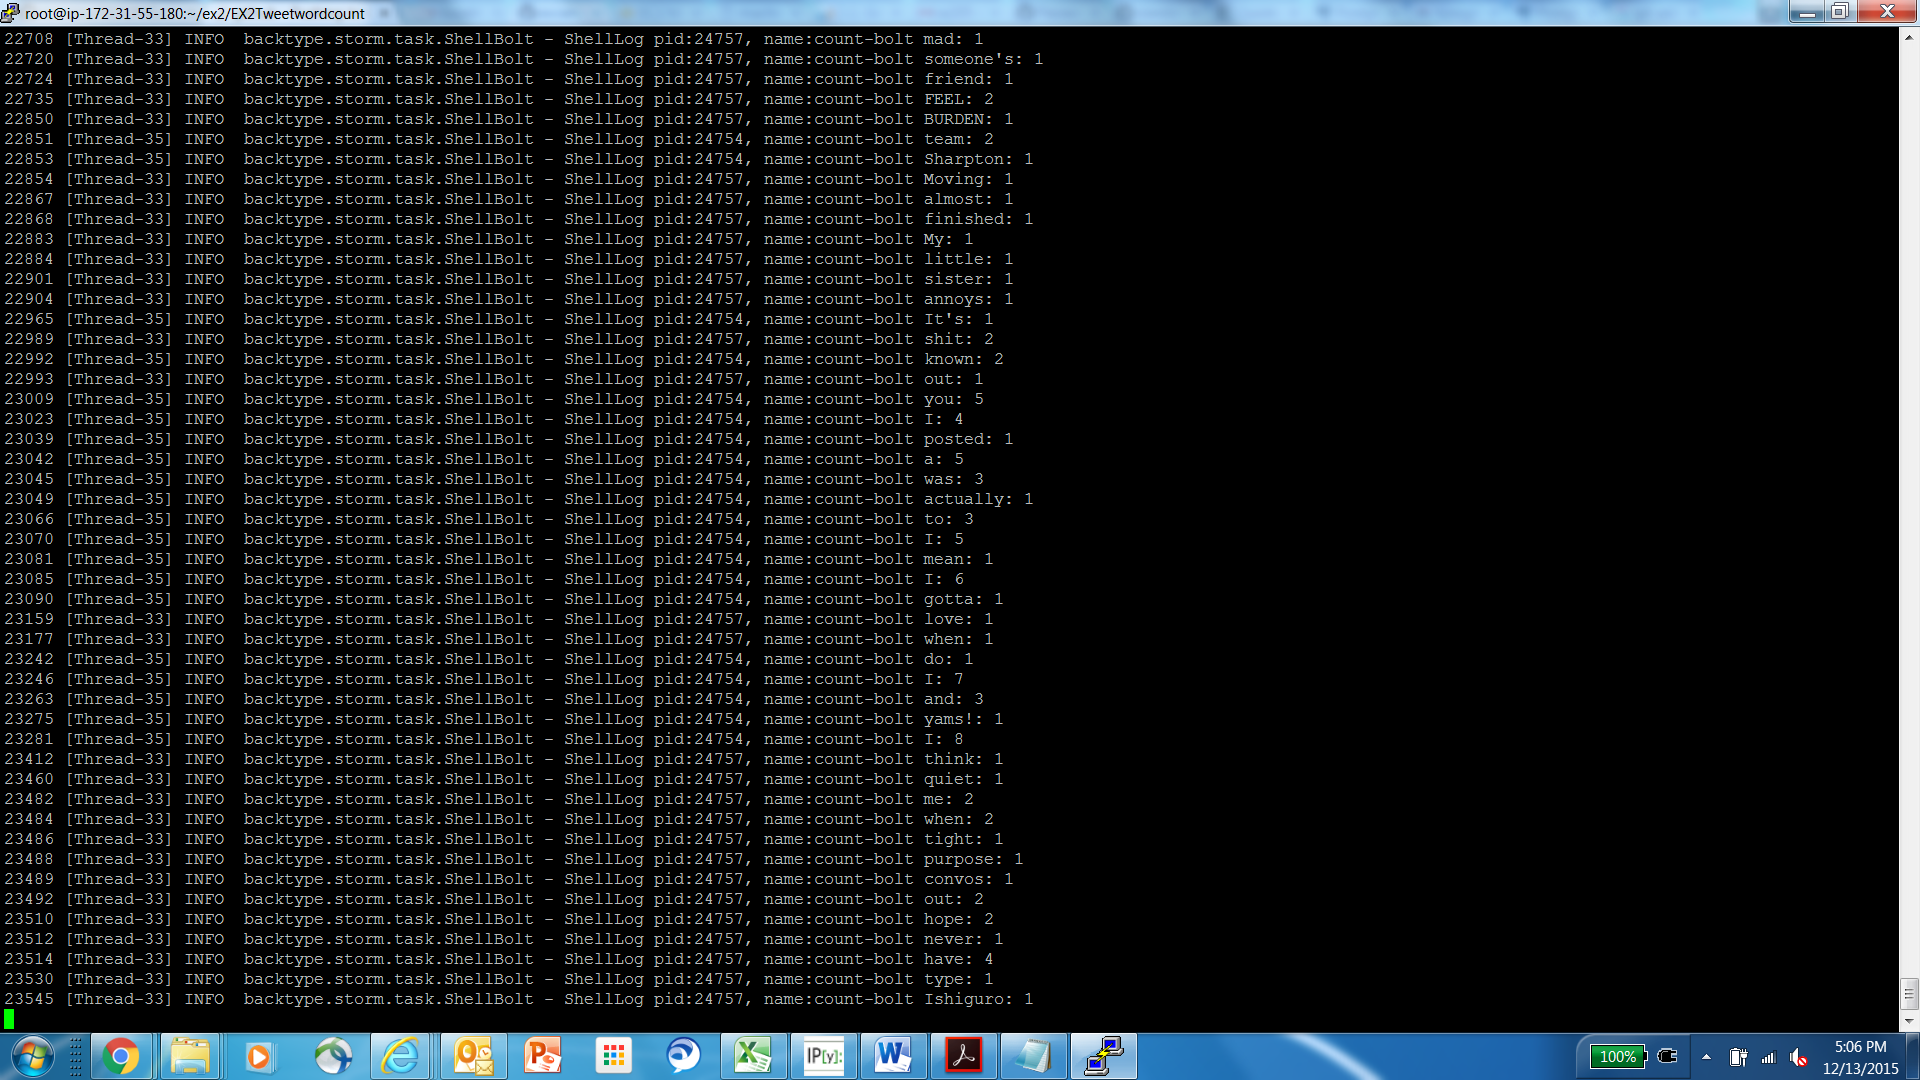 root@ip-172-31-55-180:~/ex2/EX2Tweetwordcount
22708 [Thread-33] INFO  backtype.storm.task.ShellBolt - ShellLog pid:24757, name:count-bolt mad: 1
22720 [Thread-33] INFO  backtype.storm.task.ShellBolt - ShellLog pid:24757, name:count-bolt someone's: 1
22724 [Thread-33] INFO  backtype.storm.task.ShellBolt - ShellLog pid:24757, name:count-bolt friend: 1
22735 [Thread-33] INFO  backtype.storm.task.ShellBolt - ShellLog pid:24757, name:count-bolt FEEL: 2
22850 [Thread-33] INFO  backtype.storm.task.ShellBolt - ShellLog pid:24757, name:count-bolt BURDEN: 1
22851 [Thread-35] INFO  backtype.storm.task.ShellBolt - ShellLog pid:24754, name:count-bolt team: 2
22853 [Thread-35] INFO  backtype.storm.task.ShellBolt - ShellLog pid:24754, name:count-bolt Sharpton: 1
22854 [Thread-33] INFO  backtype.storm.task.ShellBolt - ShellLog pid:24757, name:count-bolt Moving: 1
22867 [Thread-33] INFO  backtype.storm.task.ShellBolt - ShellLog pid:24757, name:count-bolt almost: 1
22868 [Thread-33] INFO  backtype.storm.task.ShellBolt - ShellLog pid:24757, name:count-bolt finished: 1
22883 [Thread-33] INFO  backtype.storm.task.ShellBolt - ShellLog pid:24757, name:count-bolt My: 1
22884 [Thread-33] INFO  backtype.storm.task.ShellBolt - ShellLog pid:24757, name:count-bolt little: 1
22901 [Thread-33] INFO  backtype.storm.task.ShellBolt - ShellLog pid:24757, name:count-bolt sister: 1
22904 [Thread-33] INFO  backtype.storm.task.ShellBolt - ShellLog pid:24757, name:count-bolt annoys: 1
22965 [Thread-35] INFO  backtype.storm.task.ShellBolt - ShellLog pid:24754, name:count-bolt It's: 1
22989 [Thread-33] INFO  backtype.storm.task.ShellBolt - ShellLog pid:24757, name:count-bolt shit: 2
22992 [Thread-35] INFO  backtype.storm.task.ShellBolt - ShellLog pid:24754, name:count-bolt known: 2
22993 [Thread-33] INFO  backtype.storm.task.ShellBolt - ShellLog pid:24757, name:count-bolt out: 1
23009 [Thread-35] INFO  backtype.storm.task.ShellBolt - ShellLog pid:24754, name:count-bolt you: 5
23023 [Thread-35] INFO  backtype.storm.task.ShellBolt - ShellLog pid:24754, name:count-bolt I: 4
23039 [Thread-35] INFO  backtype.storm.task.ShellBolt - ShellLog pid:24754, name:count-bolt posted: 1
23042 [Thread-35] INFO  backtype.storm.task.ShellBolt - ShellLog pid:24754, name:count-bolt a: 5
23045 [Thread-35] INFO  backtype.storm.task.ShellBolt - ShellLog pid:24754, name:count-bolt was: 3
23049 [Thread-35] INFO  backtype.storm.task.ShellBolt - ShellLog pid:24754, name:count-bolt actually: 1
23066 [Thread-35] INFO  backtype.storm.task.ShellBolt - ShellLog pid:24754, name:count-bolt to: 3
23070 [Thread-35] INFO  backtype.storm.task.ShellBolt - ShellLog pid:24754, name:count-bolt I: 5
23081 [Thread-35] INFO  backtype.storm.task.ShellBolt - ShellLog pid:24754, name:count-bolt mean: 1
23085 [Thread-35] INFO  backtype.storm.task.ShellBolt - ShellLog pid:24754, name:count-bolt I: 6
23090 [Thread-35] INFO  backtype.storm.task.ShellBolt - ShellLog pid:24754, name:count-bolt gotta: 1
23159 [Thread-33] INFO  backtype.storm.task.ShellBolt - ShellLog pid:24757, name:count-bolt love: 1
23177 [Thread-33] INFO  backtype.storm.task.ShellBolt - ShellLog pid:24757, name:count-bolt when: 1
23242 [Thread-35] INFO  backtype.storm.task.ShellBolt - ShellLog pid:24754, name:count-bolt do: 1
23246 [Thread-35] INFO  backtype.storm.task.ShellBolt - ShellLog pid:24754, name:count-bolt I: 7
23263 [Thread-35] INFO  backtype.storm.task.ShellBolt - ShellLog pid:24754, name:count-bolt and: 3
23275 [Thread-35] INFO  backtype.storm.task.ShellBolt - ShellLog pid:24754, name:count-bolt yams!: 1
23281 [Thread-35] INFO  backtype.storm.task.ShellBolt - ShellLog pid:24754, name:count-bolt I: 8
23412 [Thread-33] INFO  backtype.storm.task.ShellBolt - ShellLog pid:24757, name:count-bolt think: 1
23460 [Thread-33] INFO  backtype.storm.task.ShellBolt - ShellLog pid:24757, name:count-bolt quiet: 1
23482 [Thread-33] INFO  backtype.storm.task.ShellBolt - ShellLog pid:24757, name:count-bolt me: 2
23484 [Thread-33] INFO  backtype.storm.task.ShellBolt - ShellLog pid:24757, name:count-bolt when: 2
23486 [Thread-33] INFO  backtype.storm.task.ShellBolt - ShellLog pid:24757, name:count-bolt tight: 1
23488 [Thread-33] INFO  backtype.storm.task.ShellBolt - ShellLog pid:24757, name:count-bolt purpose: 1
23489 [Thread-33] INFO  backtype.storm.task.ShellBolt - ShellLog pid:24757, name:count-bolt convos: 1
23492 [Thread-33] INFO  backtype.storm.task.ShellBolt - ShellLog pid:24757, name:count-bolt out: 2
23510 [Thread-33] INFO  backtype.storm.task.ShellBolt - ShellLog pid:24757, name:count-bolt hope: 2
23512 [Thread-33] INFO  backtype.storm.task.ShellBolt - ShellLog pid:24757, name:count-bolt never: 1
23514 [Thread-33] INFO  backtype.storm.task.ShellBolt - ShellLog pid:24757, name:count-bolt have: 4
23530 [Thread-33] INFO  backtype.storm.task.ShellBolt - ShellLog pid:24757, name:count-bolt type: 1
23545 [Thread-33] INFO  backtype.storm.task.ShellBolt - ShellLog pid:24757, name:count-bolt Ishiguro: 1
IP[y]:
100%
5:06 PM
12/13/2015